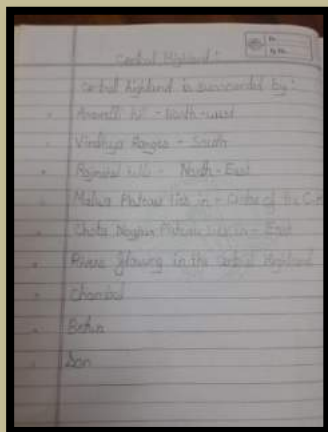 Central Highland :
Central highland is surrounded by :
Aravalli hill - North-west
Vindhya Ranges - South
Rajmahal hills - North-East
Malwa Plateau lies in - Centre of the C.H
Chota Nagpur Plateau lies in - East
Rivers flowing in the Central Highland
Chambal
Betwa
Son